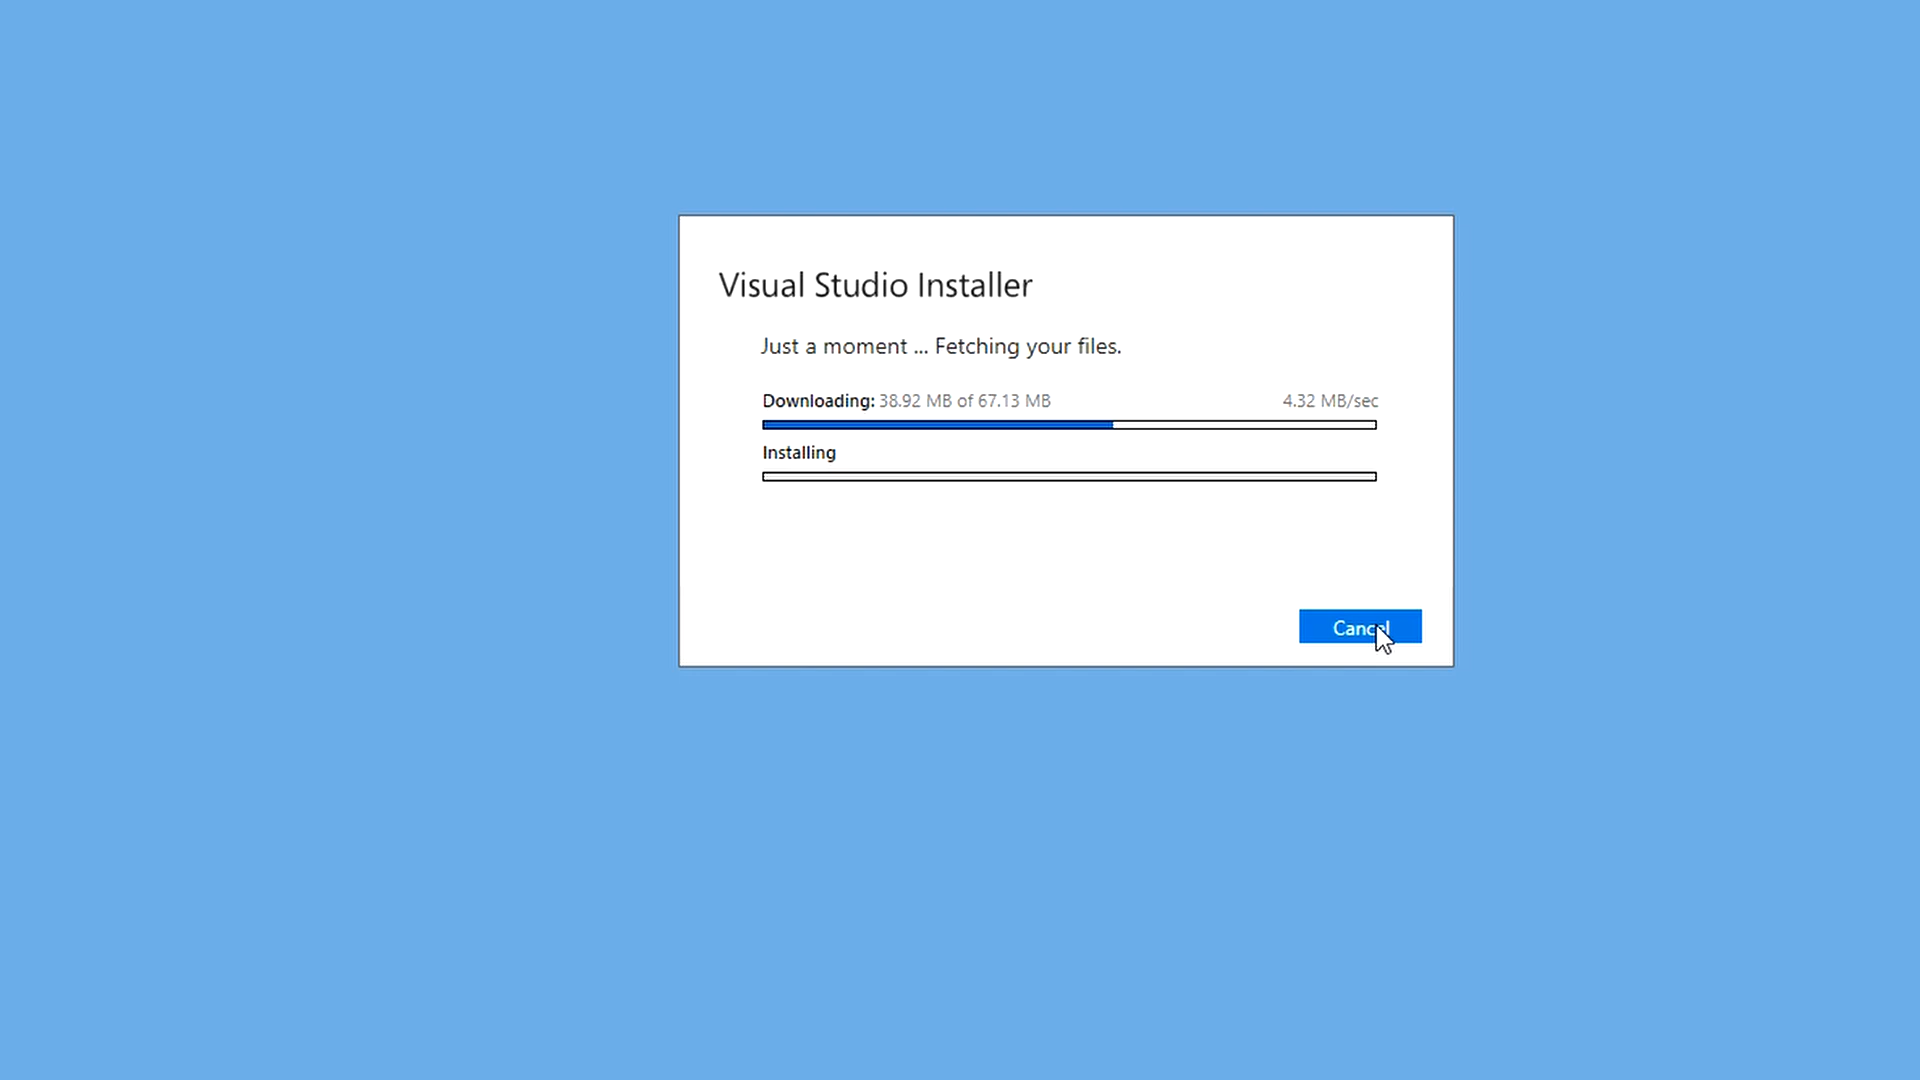 Visual Studio Installer
Just a moment ... Fetching your files.
Downloading: 38.92 MB of 67.13 MB 4.32 MB/sec
Installing
Cancel